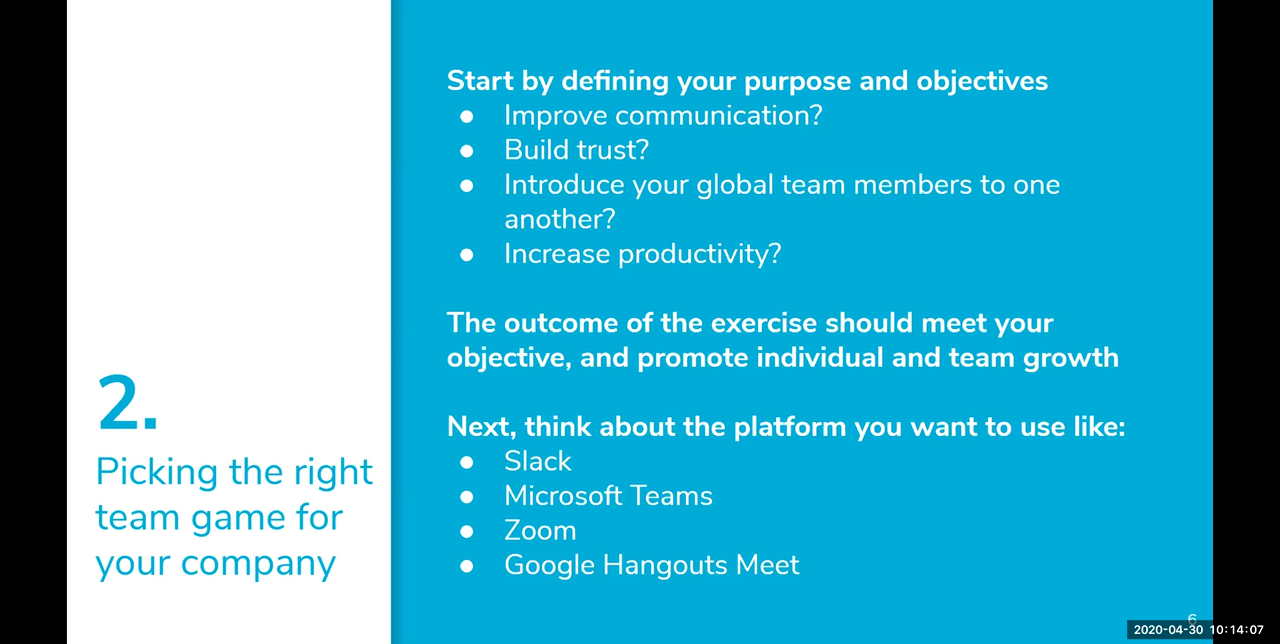 2.
Picking the right
team game for
your company
Start by defining your purpose and objectives
● Improve communication?
● Build trust?
● Introduce your global team members to one
another?
● Increase productivity?
The outcome of the exercise should meet your
objective, and promote individual and team growth
Next, think about the platform you want to use like:
● Slack
● Microsoft Teams
● Zoom
● Google Hangouts Meet
6
2020-04-30 10:14:07